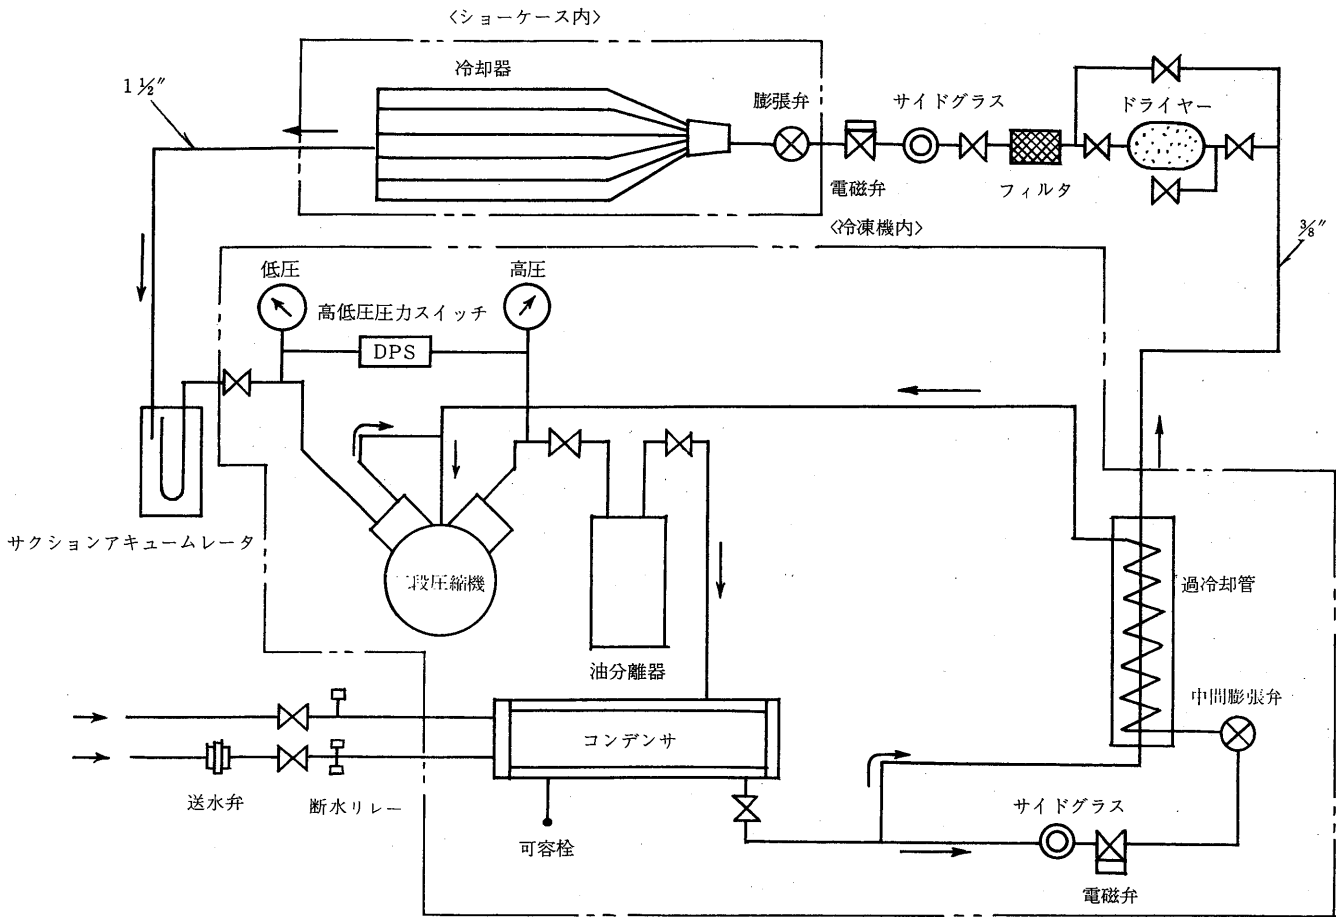 〈ショーケース内〉
冷却器
1 ½″
膨張弁
サイドグラス
ドライヤー
電磁弁
フィルタ
〈冷凍機内〉
⅜″
低圧
高圧
高低圧圧力スイッチ
DPS
サクションアキュームレータ
二段圧縮機
過冷却管
油分離器
中間膨張弁
コンデンサ
送水弁
断水リレー
サイドグラス
可容栓
電磁弁